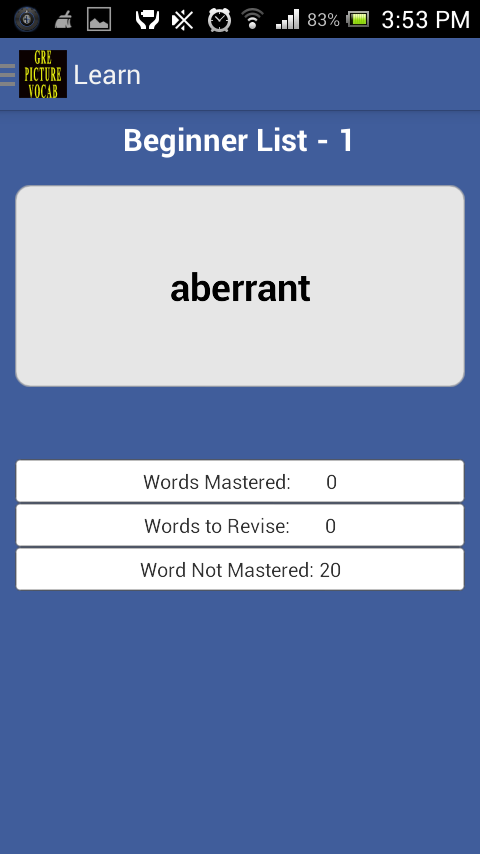 83% 3:53 PM
GRE
PICTURE
VOCAB
Learn
Beginner List - 1
aberrant
Words Mastered: 0
Words to Revise: 0
Word Not Mastered: 20